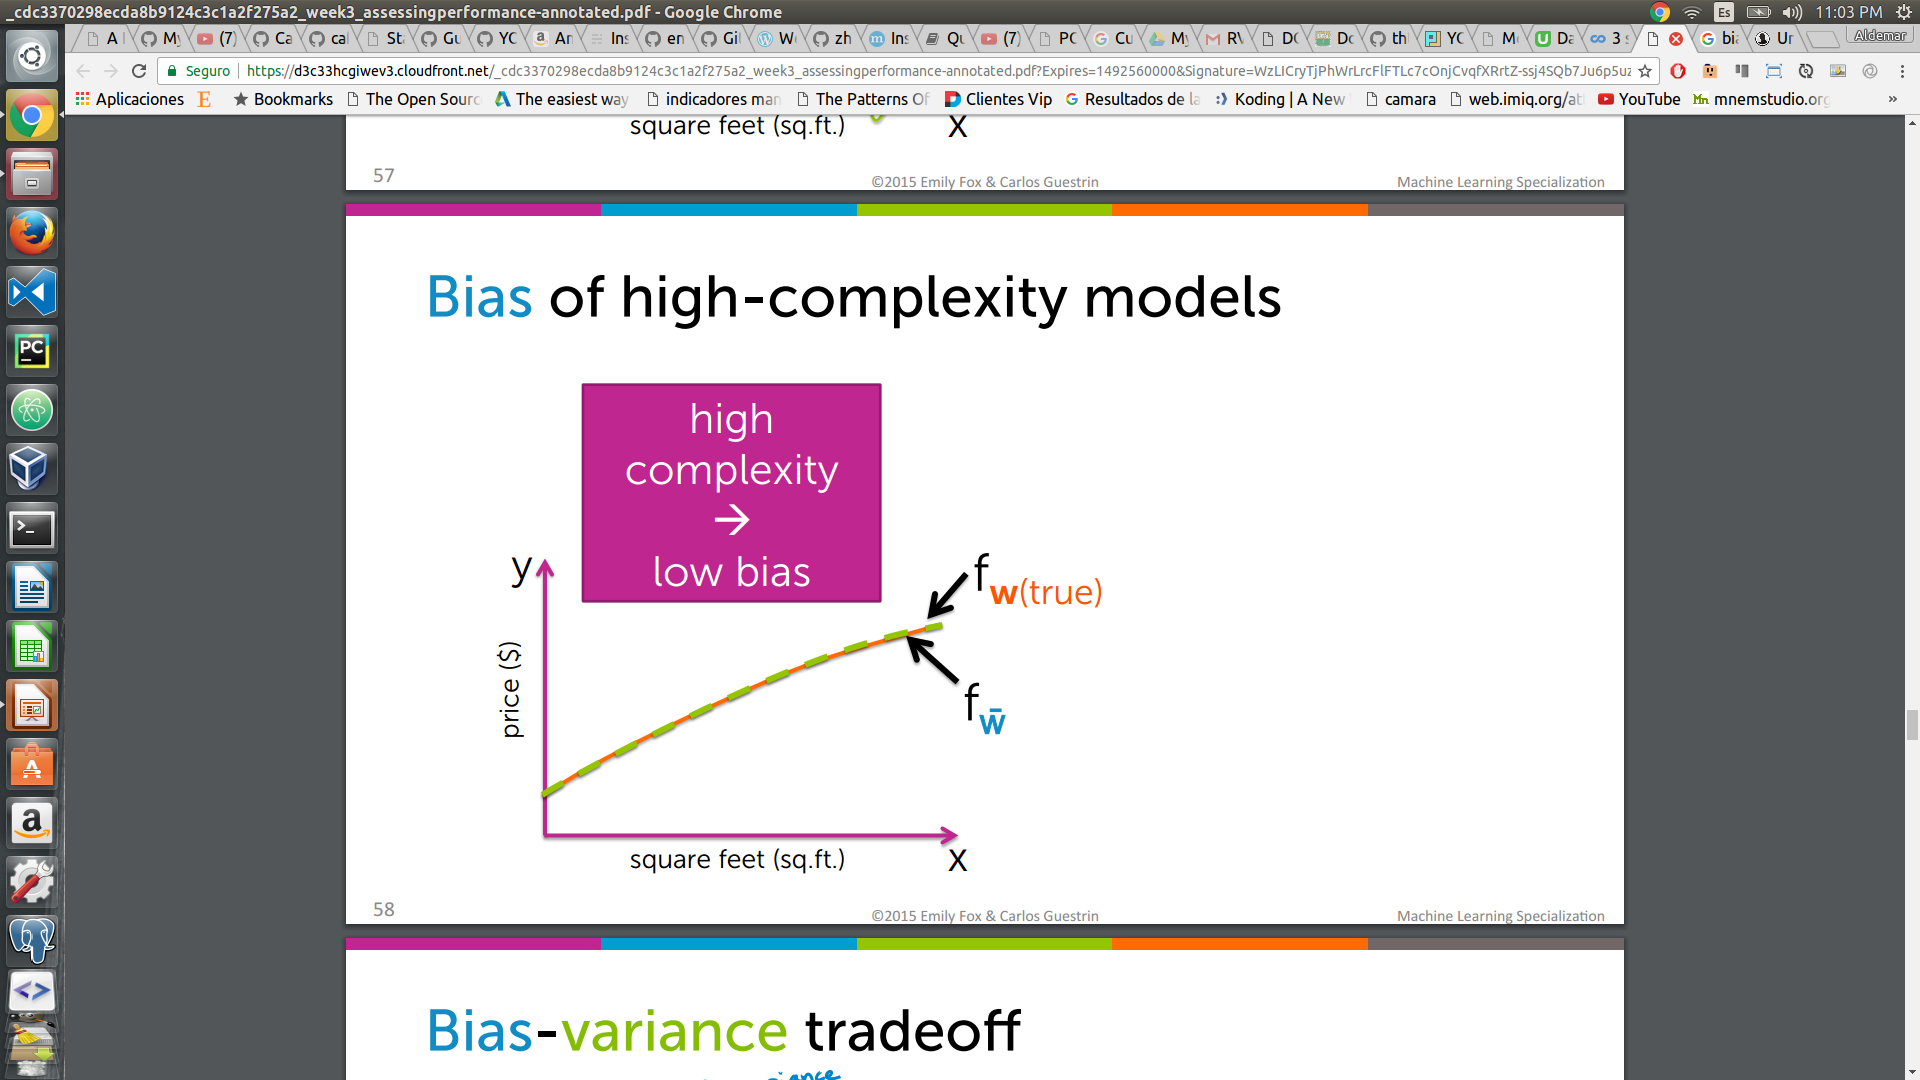 _cdc3370298ecda8b9124c3c1a2f275a2_week3_assessingperformance-annotated.pdf - Google Chrome
Es
11:03 PM
Aldemar
Seguro
https://d3c33hcgiwev3.cloudfront.net/_cdc3370298ecda8b9124c3c1a2f275a2_week3_assessingperformance-annotated.pdf?Expires=1492560000&Signature=
Aplicaciones
Bookmarks
The Open Sourc
The easiest way
indicadores man
The Patterns Of
Clientes Vip
Resultados de la
Koding | A New
camara
web.imiq.org/at
YouTube
mnemstudio.org
»
square feet (sq.ft.)
x
57
©2015 Emily Fox & Carlos Guestrin
Machine Learning Specialization
Bias of high-complexity models
high
complexity
→
low bias
y
f w(true)
price ($)
f w̄
square feet (sq.ft.)
x
58
©2015 Emily Fox & Carlos Guestrin
Machine Learning Specialization
Bias-variance tradeoff